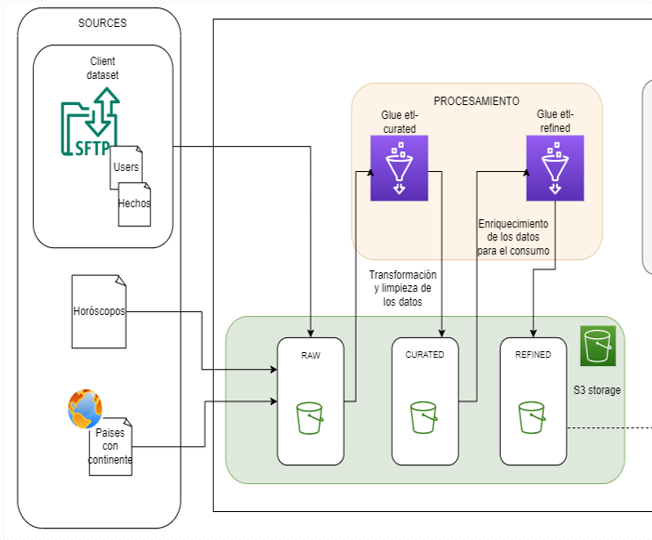 SOURCES
Client
dataset
SFTP
Users
Hechos
Horóscopos
Paises
con
continente
PROCESAMIENTO
Glue etl-
curated
Glue etl-
refined
Transformación
y limpieza de
los datos
Enriquecimiento
de los datos
para el consumo
RAW
CURATED
REFINED
S3 storage